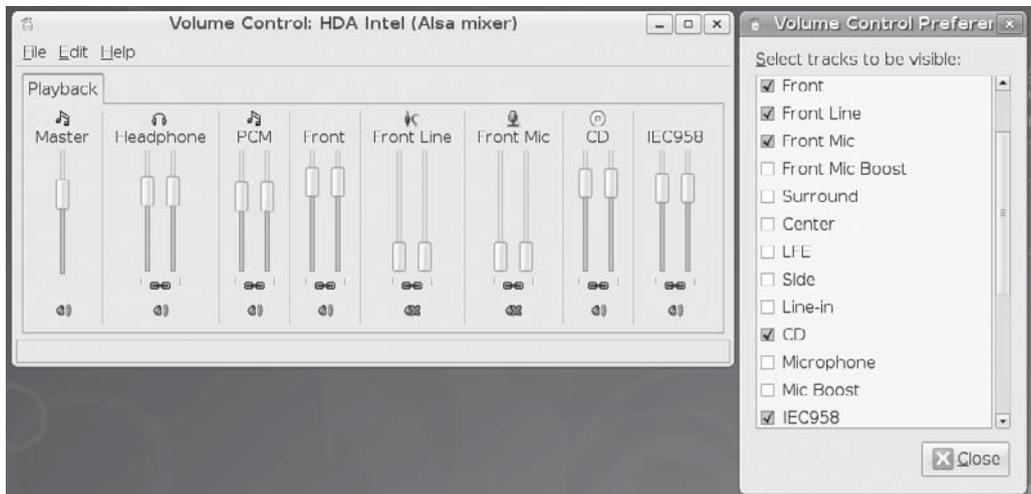 Volume Control: HDA Intel (Alsa mixer)
File Edit Help
Playback
Master
Headphone
PCM
Front
Front Line
Front Mic
CD
IEC958
Volume Control Preferen
Select tracks to be visible:
Front
Front Line
Front Mic
Front Mic Boost
Surround
Center
LFE
Side
Line-in
CD
Microphone
Mic Boost
IEC958
Close